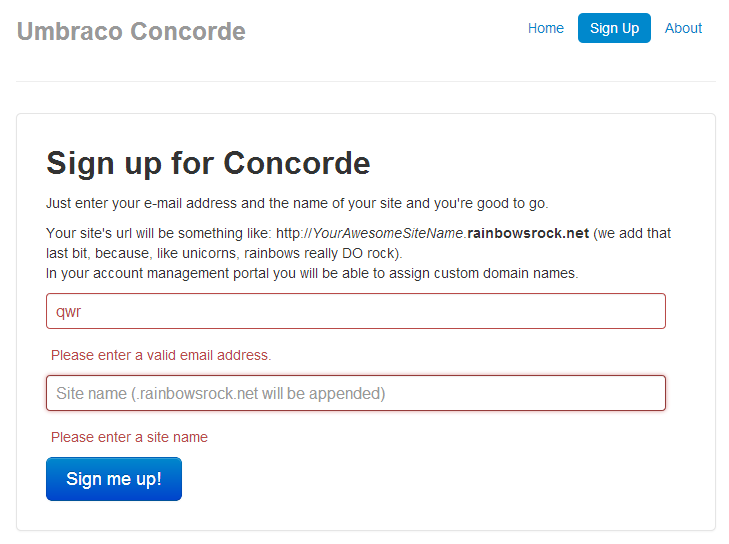 Umbraco Concorde
Home Sign Up About
Sign up for Concorde
Just enter your e-mail address and the name of your site and you're good to go.
Your site's url will be something like: http://YourAwesomeSiteName.rainbowsrock.net (we add that
last bit, because, like unicorns, rainbows really DO rock).
In your account management portal you will be able to assign custom domain names.
qwr
Please enter a valid email address.
Site name (.rainbowsrock.net will be appended)
Please enter a site name
Sign me up!